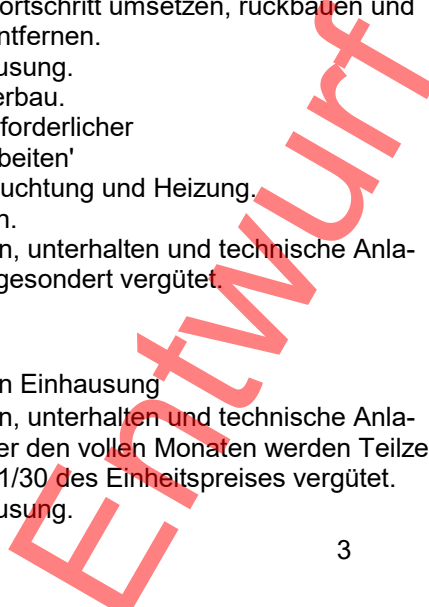 ortschritt umsetzen, rückbauen und
ntfernen.
usung.
erbau.
forderlicher
beiten'
uchtung und Heizung.
n.
n, unterhalten und technische Anla-
gesondert vergütet.
n Einhausung
n, unterhalten und technische Anla-
er den vollen Monaten werden Teilze
1/30 des Einheitspreises vergütet.
usung.
3
Entwurf